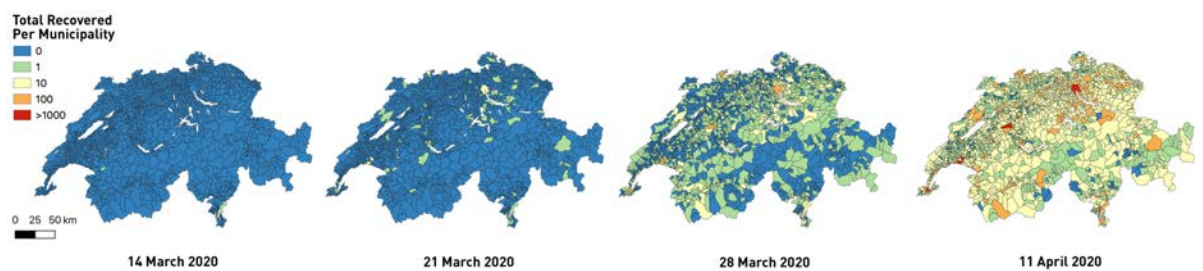 Total Recovered
Per Municipality
0
1
10
100
>1000
0 25 50 km
14 March 2020
21 March 2020
28 March 2020
11 April 2020